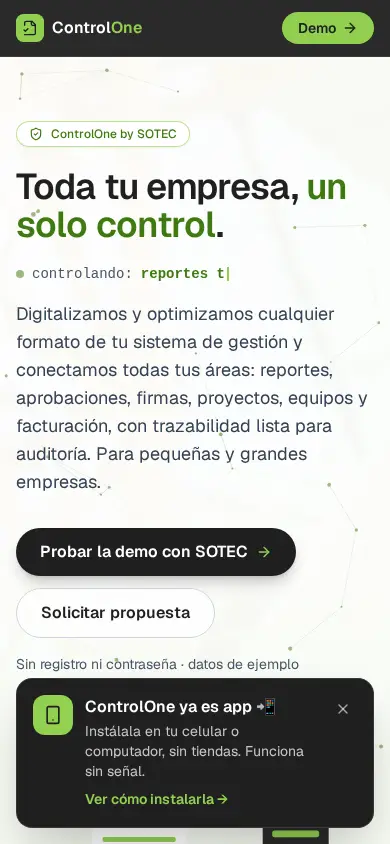 ControlOne
Demo →
ControlOne by SOTEC
Toda tu empresa, un
solo control.
controlando: reportes t|
Digitalizamos y optimizamos cualquier
formato de tu sistema de gestión y
conectamos todas tus áreas: reportes,
aprobaciones, firmas, proyectos, equipos y
facturación, con trazabilidad lista para
auditoría. Para pequeñas y grandes
empresas.
Probar la demo con SOTEC →
Solicitar propuesta
Sin registro ni contraseña · datos de ejemplo
ControlOne ya es app 📲
Instálala en tu celular o
computador, sin tiendas. Funciona
sin señal.
Ver cómo instalarla →